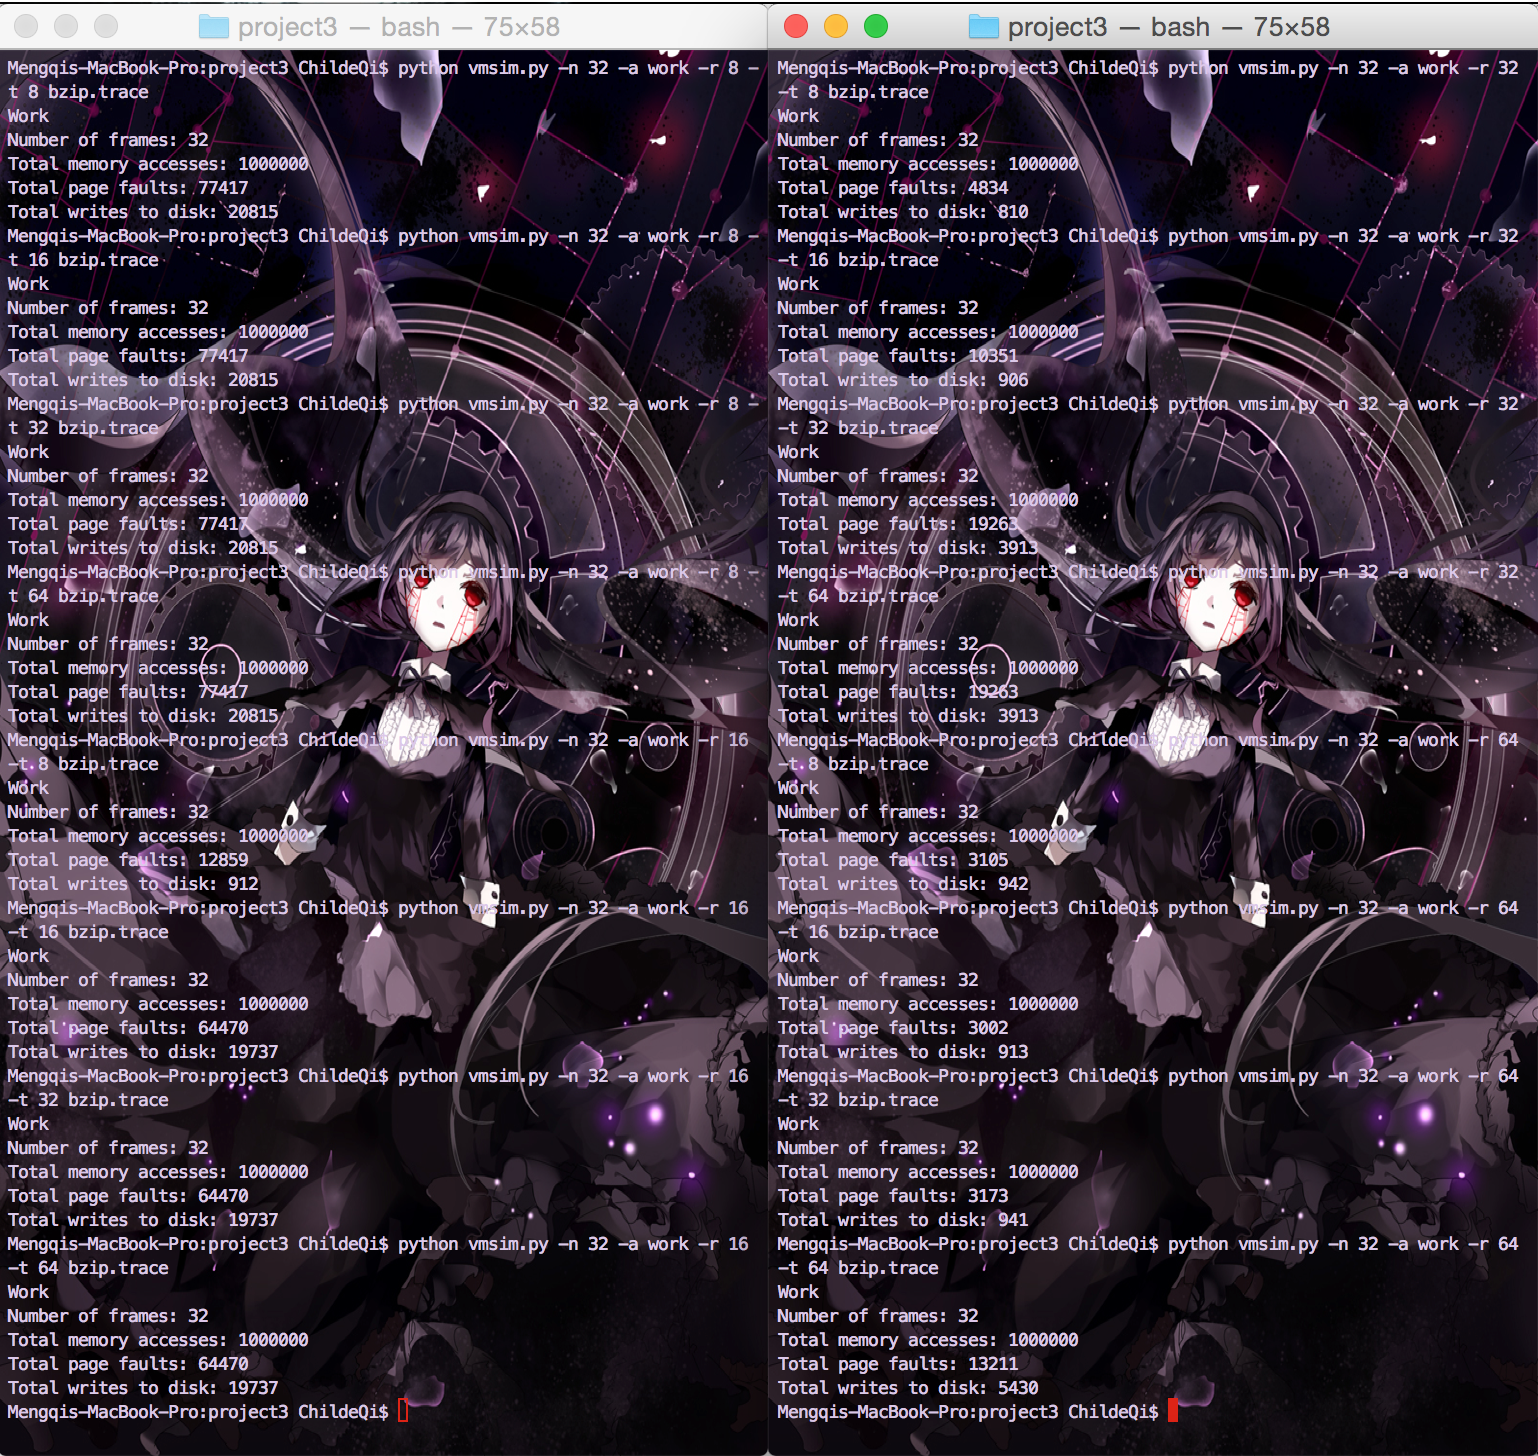 project3 — bash — 75×58
Mengqis-MacBook-Pro:project3 ChildeQi$ python vmsim.py -n 32 -a work -r 8 -
t 8 bzip.trace
Work
Number of frames: 32
Total memory accesses: 1000000
Total page faults: 77417
Total writes to disk: 20815
Mengqis-MacBook-Pro:project3 ChildeQi$ python vmsim.py -n 32 -a work -r 8 -
t 16 bzip.trace
Work
Number of frames: 32
Total memory accesses: 1000000
Total page faults: 77417
Total writes to disk: 20815
Mengqis-MacBook-Pro:project3 ChildeQi$ python vmsim.py -n 32 -a work -r 8 -
t 32 bzip.trace
Work
Number of frames: 32
Total memory accesses: 1000000
Total page faults: 77417
Total writes to disk: 20815
Mengqis-MacBook-Pro:project3 ChildeQi$ python vmsim.py -n 32 -a work -r 8 -
t 64 bzip.trace
Work
Number of frames: 32
Total memory accesses: 1000000
Total page faults: 77417
Total writes to disk: 20815
Mengqis-MacBook-Pro:project3 ChildeQi$ python vmsim.py -n 32 -a work -r 16
-t 8 bzip.trace
Work
Number of frames: 32
Total memory accesses: 1000000
Total page faults: 12859
Total writes to disk: 912
Mengqis-MacBook-Pro:project3 ChildeQi$ python vmsim.py -n 32 -a work -r 16
-t 16 bzip.trace
Work
Number of frames: 32
Total memory accesses: 1000000
Total page faults: 64470
Total writes to disk: 19737
Mengqis-MacBook-Pro:project3 ChildeQi$ python vmsim.py -n 32 -a work -r 16
-t 32 bzip.trace
Work
Number of frames: 32
Total memory accesses: 1000000
Total page faults: 64470
Total writes to disk: 19737
Mengqis-MacBook-Pro:project3 ChildeQi$ python vmsim.py -n 32 -a work -r 16
-t 64 bzip.trace
Work
Number of frames: 32
Total memory accesses: 1000000
Total page faults: 64470
Total writes to disk: 19737
Mengqis-MacBook-Pro:project3 ChildeQi$
project3 — bash — 75×58
Mengqis-MacBook-Pro:project3 ChildeQi$ python vmsim.py -n 32 -a work -r 32
-t 8 bzip.trace
Work
Number of frames: 32
Total memory accesses: 1000000
Total page faults: 4834
Total writes to disk: 810
Mengqis-MacBook-Pro:project3 ChildeQi$ python vmsim.py -n 32 -a work -r 32
-t 16 bzip.trace
Work
Number of frames: 32
Total memory accesses: 1000000
Total page faults: 10351
Total writes to disk: 906
Mengqis-MacBook-Pro:project3 ChildeQi$ python vmsim.py -n 32 -a work -r 32
-t 32 bzip.trace
Work
Number of frames: 32
Total memory accesses: 1000000
Total page faults: 19263
Total writes to disk: 3913
Mengqis-MacBook-Pro:project3 ChildeQi$ python vmsim.py -n 32 -a work -r 32
-t 64 bzip.trace
Work
Number of frames: 32
Total memory accesses: 1000000
Total page faults: 19263
Total writes to disk: 3913
Mengqis-MacBook-Pro:project3 ChildeQi$ python vmsim.py -n 32 -a work -r 64
-t 8 bzip.trace
Work
Number of frames: 32
Total memory accesses: 1000000
Total page faults: 3105
Total writes to disk: 942
Mengqis-MacBook-Pro:project3 ChildeQi$ python vmsim.py -n 32 -a work -r 64
-t 16 bzip.trace
Work
Number of frames: 32
Total memory accesses: 1000000
Total page faults: 3002
Total writes to disk: 913
Mengqis-MacBook-Pro:project3 ChildeQi$ python vmsim.py -n 32 -a work -r 64
-t 32 bzip.trace
Work
Number of frames: 32
Total memory accesses: 1000000
Total page faults: 3173
Total writes to disk: 941
Mengqis-MacBook-Pro:project3 ChildeQi$ python vmsim.py -n 32 -a work -r 64
-t 64 bzip.trace
Work
Number of frames: 32
Total memory accesses: 1000000
Total page faults: 13211
Total writes to disk: 5430
Mengqis-MacBook-Pro:project3 ChildeQi$